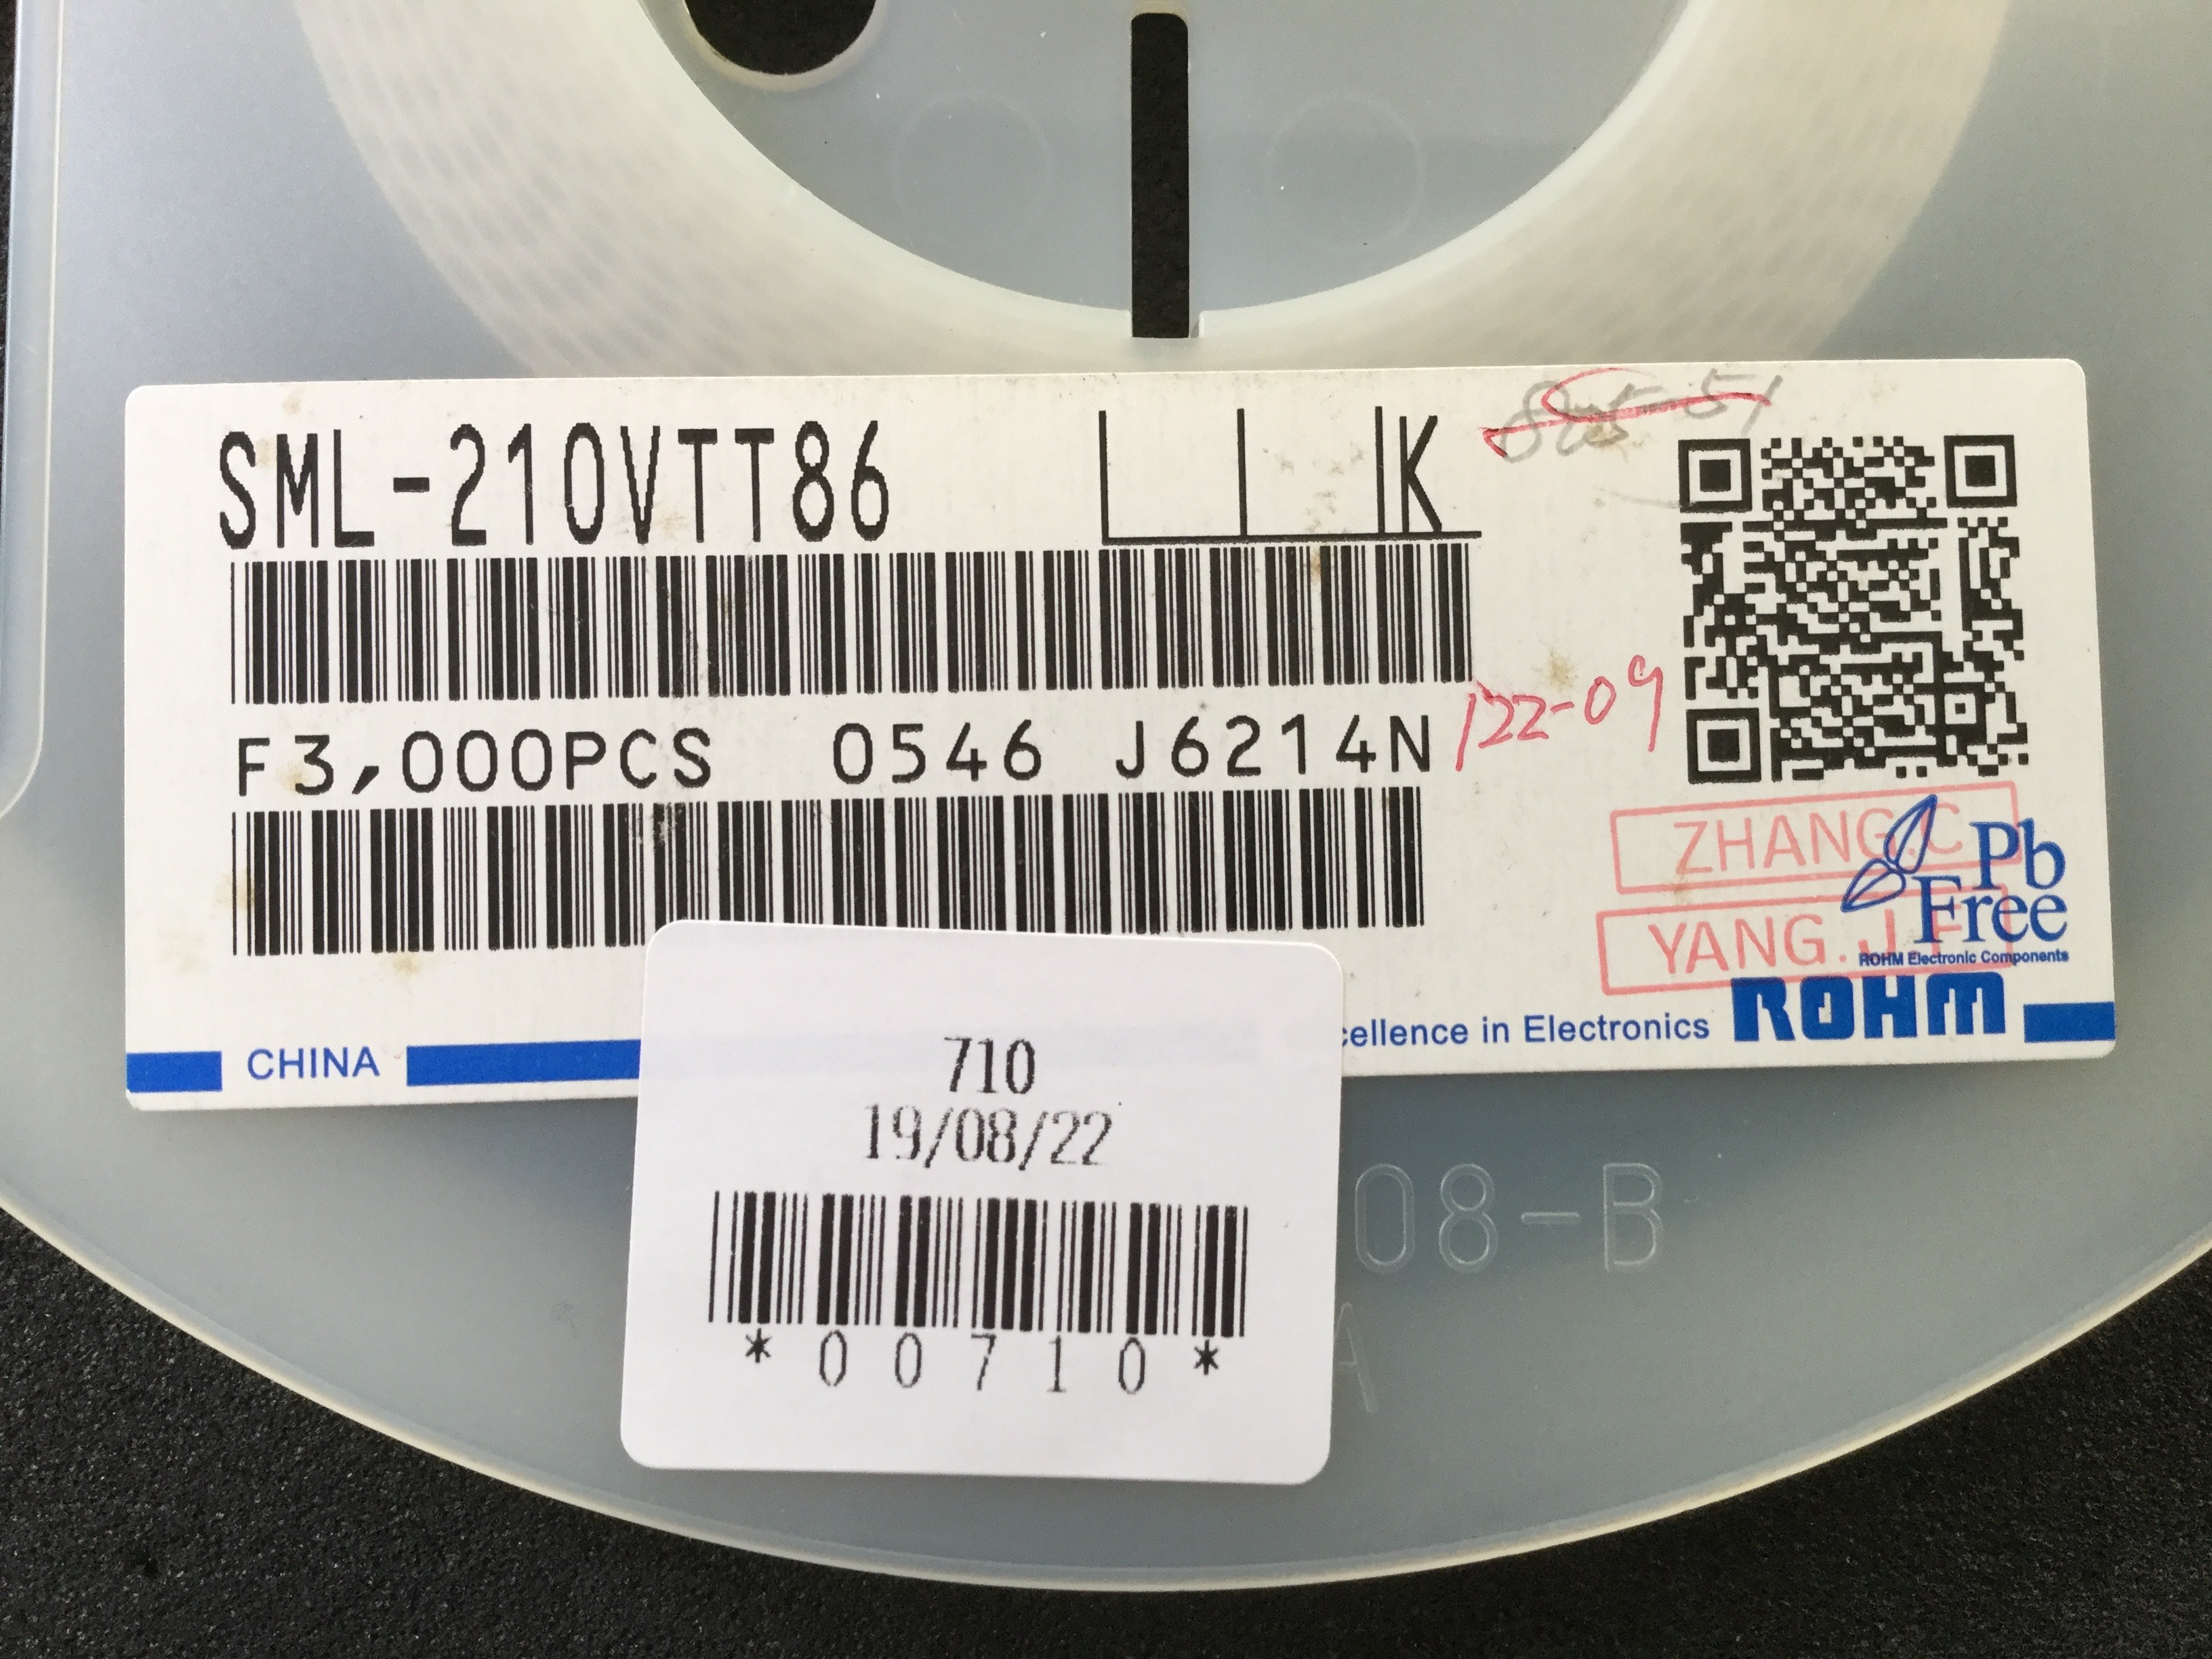 SML-210VTT86 K
F3,000PCS 0546 J6214N
122-09
ZHANG.C
YANG.J.F
Pb
Free
ROHM Electronic Components
CHINA
cellence in Electronics ROHM
710
19/08/22
*00710*
08-B
A